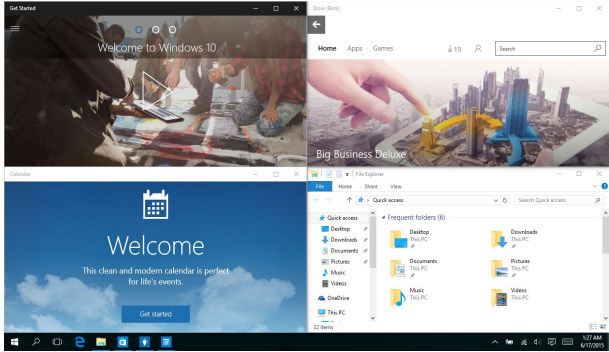 Get Started
Welcome to Windows 10
Store (Beta)
Home Apps Games
19
Search
Big Business Deluxe
Calendar
Welcome
This clean and modern calendar is perfect
for life's events.
Get started
File Explorer
File Home Share View
Quick access
Search Quick access
Quick access
Desktop
Downloads
Documents
Pictures
Music
Videos
OneDrive
This PC
22 items
Frequent folders (6)
Desktop
This PC
Downloads
This PC
Documents
This PC
Pictures
This PC
Music
This PC
Videos
This PC
1:27 AM
6/17/2015